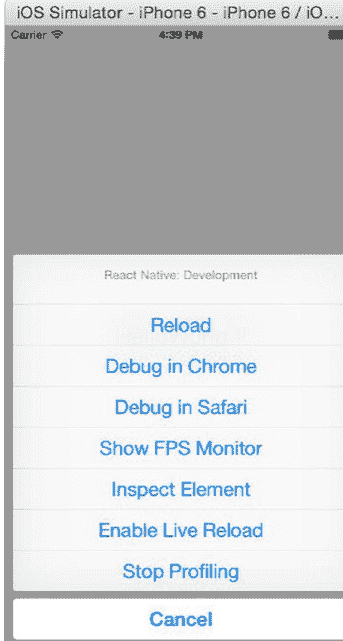 iOS Simulator - iPhone 6 - iPhone 6 / iO...
Carrier 4:39 PM
React Native: Development
Reload
Debug in Chrome
Debug in Safari
Show FPS Monitor
Inspect Element
Enable Live Reload
Stop Profiling
Cancel